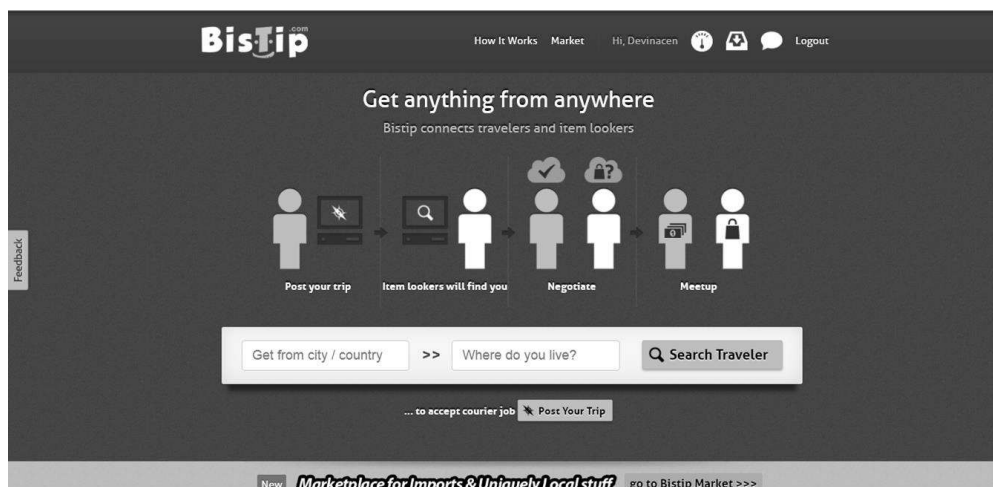 BisTip.com
How It Works Market Hi, Devinacen Logout
Get anything from anywhere
Bistip connects travelers and item lookers
Post your trip Item lookers will find you Negotiate Meetup
Feedback
Get from city / country >> Where do you live? Search Traveler
... to accept courier job Post Your Trip
New Marketplace for Imports & Uniquely Local stuff go to Bistip Market >>>